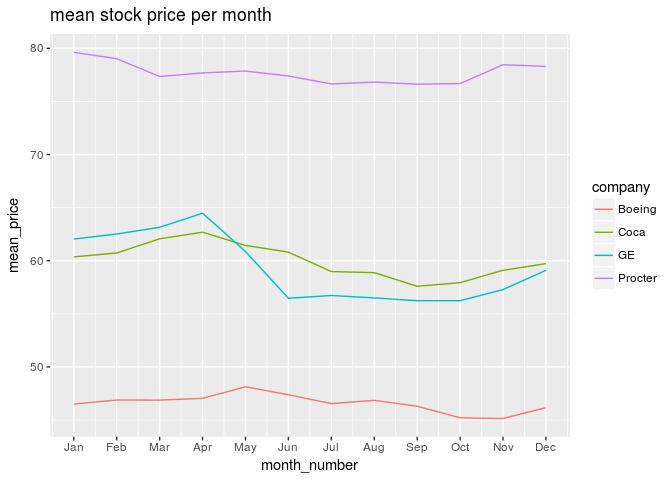 mean stock price per month
mean_price
80
70
60
50
Jan Feb Mar Apr May Jun Jul Aug Sep Oct Nov Dec
month_number
company
Boeing
Coca
GE
Procter